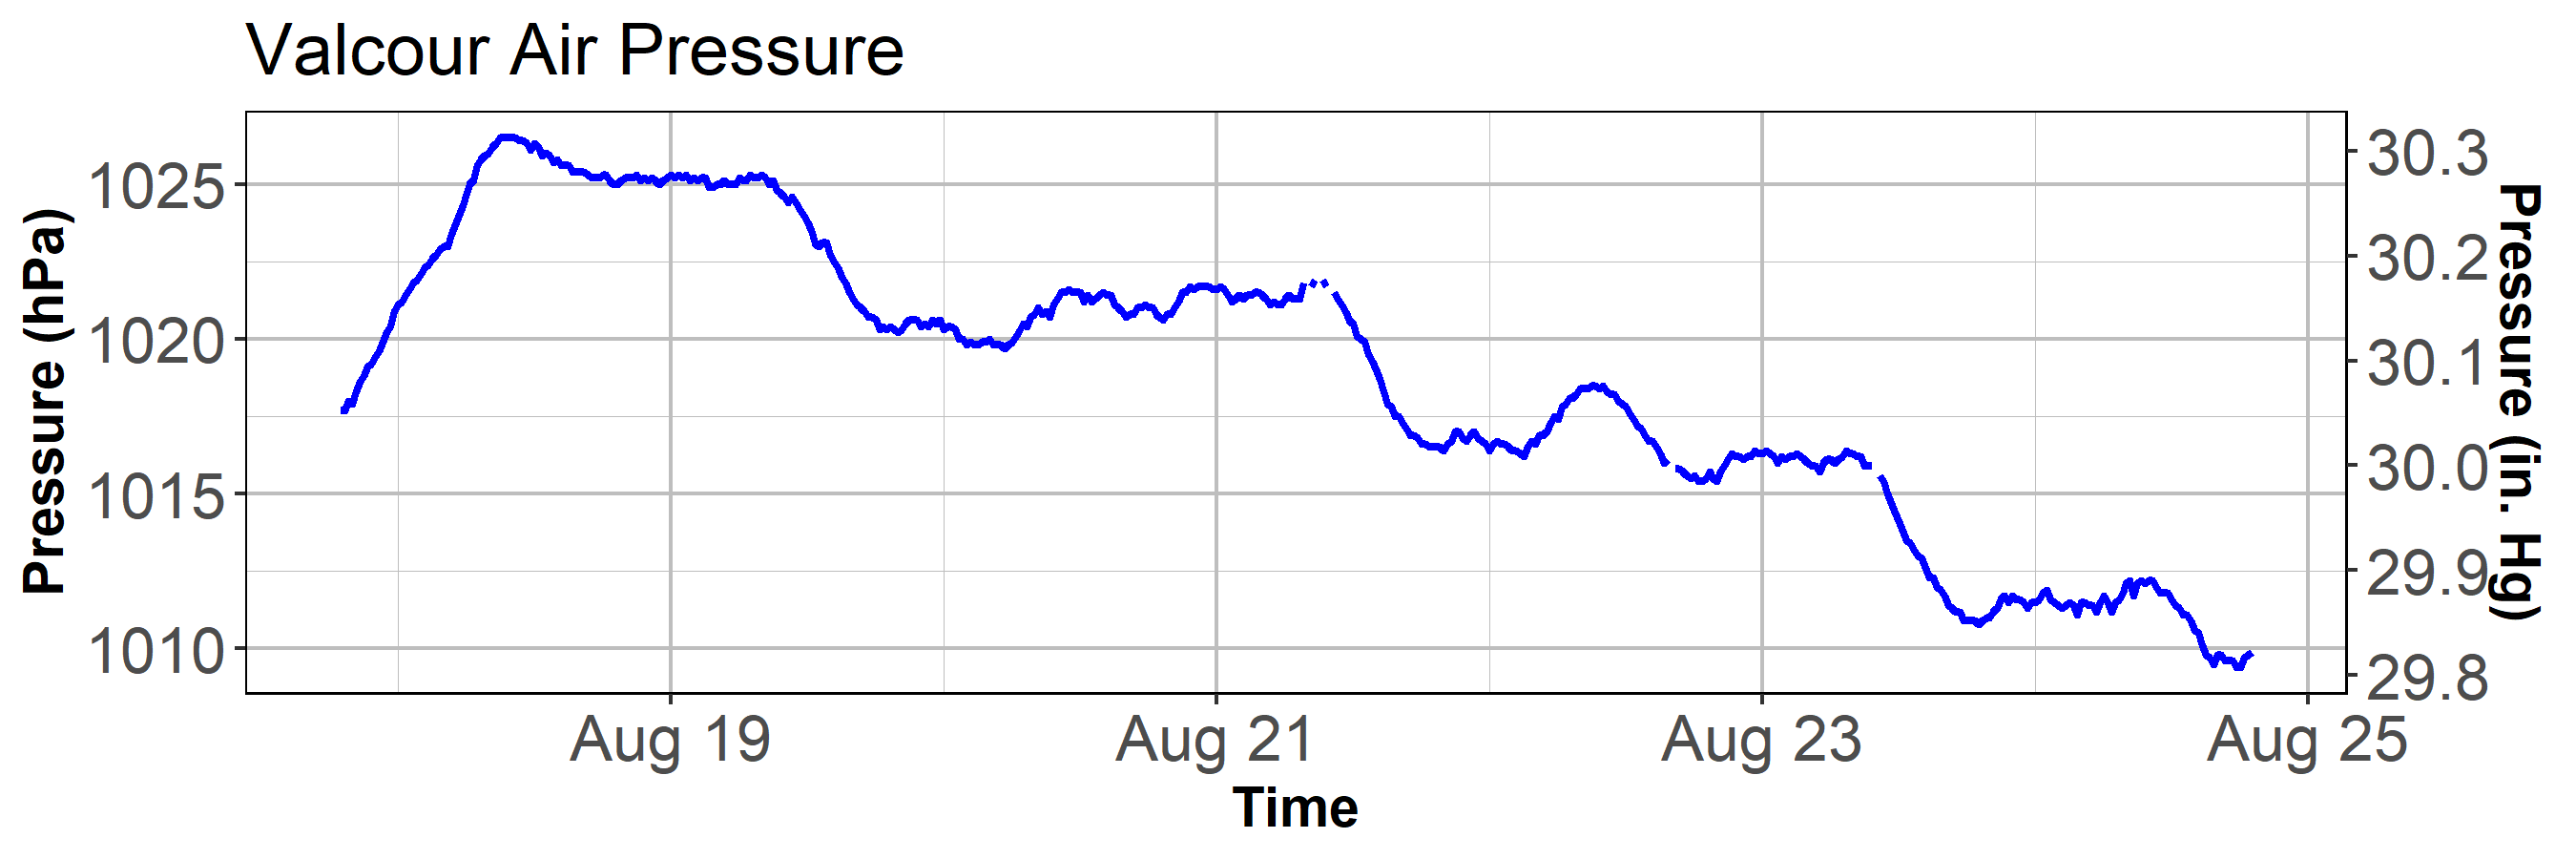 Valcour Air Pressure
Pressure (hPa)
1025
1020
1015
1010
30.3
30.2
30.1
30.0
29.9
29.8
Pressure (in. Hg)
Aug 19
Aug 21
Aug 23
Aug 25
Time